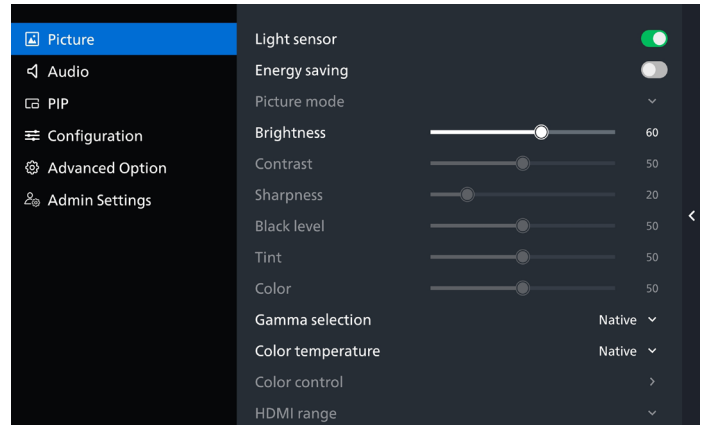 Picture
Audio
PIP
Configuration
Advanced Option
Admin Settings
Light sensor
Energy saving
Picture mode
Brightness 60
Contrast 50
Sharpness 20
Black level 50
Tint 50
Color 50
Gamma selection Native
Color temperature Native
Color control
HDMI range